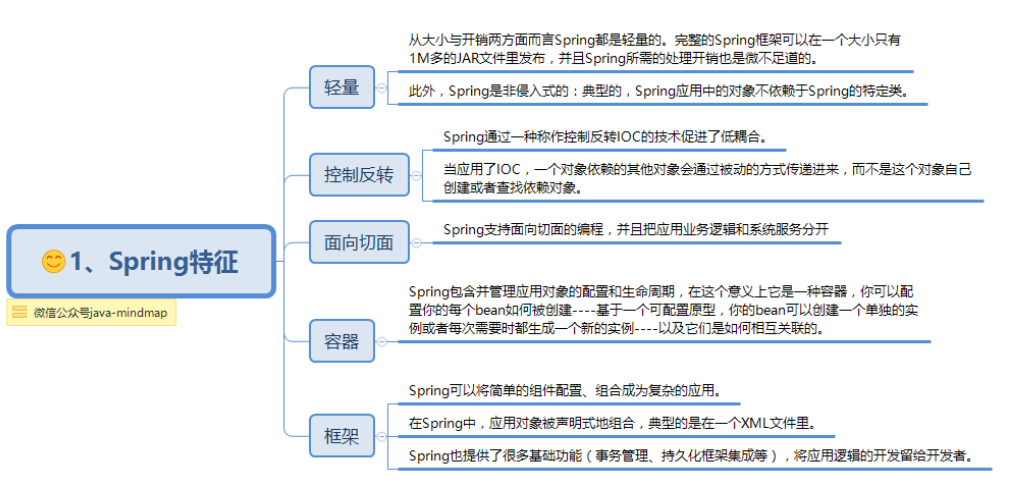 从大小与开销两方面而言Spring都是轻量的。完整的Spring框架可以在一个大小只有
1M多的JAR文件里发布，并且Spring所需的处理开销也是微不足道的。
轻量
此外，Spring是非侵入式的：典型的，Spring应用中的对象不依赖于Spring的特定类。
Spring通过一种称作控制反转IOC的技术促进了低耦合。
控制反转
当应用了IOC，一个对象依赖的其他对象会通过被动的方式传递进来，而不是这个对象自己
创建或者查找依赖对象。
面向切面
Spring支持面向切面的编程，并且把应用业务逻辑和系统服务分开
1、Spring特征
微信公众号java-mindmap
Spring包含并管理应用对象的配置和生命周期，在这个意义上它是一种容器，你可以配
置你的每个bean如何被创建----基于一个可配置原型，你的bean可以创建一个单独的实
例或者每次需要时都生成一个新的实例----以及它们是如何相互关联的。
容器
Spring可以将简单的组件配置、组合成为复杂的应用。
框架
在Spring中，应用对象被声明式地组合，典型的是在一个XML文件里。
Spring也提供了很多基础功能（事务管理、持久化框架集成等），将应用逻辑的开发留给开发者。